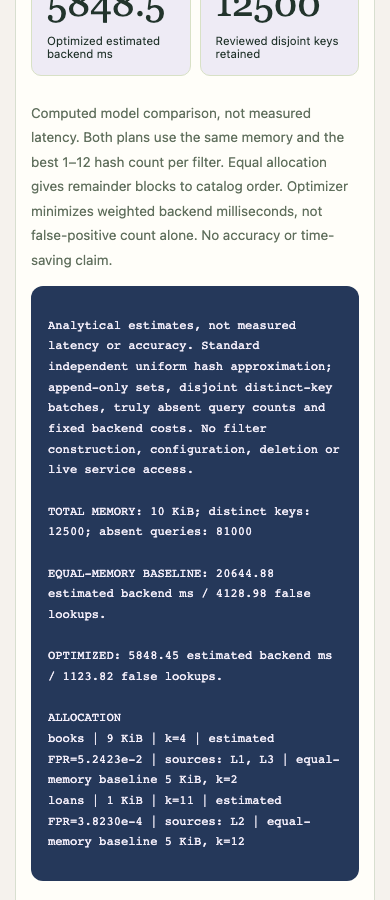 5848.5
12500
Optimized estimated
backend ms
Reviewed disjoint keys
retained
Computed model comparison, not measured
latency. Both plans use the same memory and the
best 1–12 hash count per filter. Equal allocation
gives remainder blocks to catalog order. Optimizer
minimizes weighted backend milliseconds, not
false-positive count alone. No accuracy or time-
saving claim.
Analytical estimates, not measured
latency or accuracy. Standard
independent uniform hash approximation;
append-only sets, disjoint distinct-key
batches, truly absent query counts and
fixed backend costs. No filter
construction, configuration, deletion or
live service access.
TOTAL MEMORY: 10 KiB; distinct keys:
12500; absent queries: 81000
EQUAL-MEMORY BASELINE: 20644.88
estimated backend ms / 4128.98 false
lookups.
OPTIMIZED: 5848.45 estimated backend ms
/ 1123.82 false lookups.
ALLOCATION
books | 9 KiB | k=4 | estimated
FPR=5.2423e-2 | sources: L1, L3 | equal-
memory baseline 5 KiB, k=2
loans | 1 KiB | k=11 | estimated
FPR=3.8230e-4 | sources: L2 | equal-
memory baseline 5 KiB, k=12